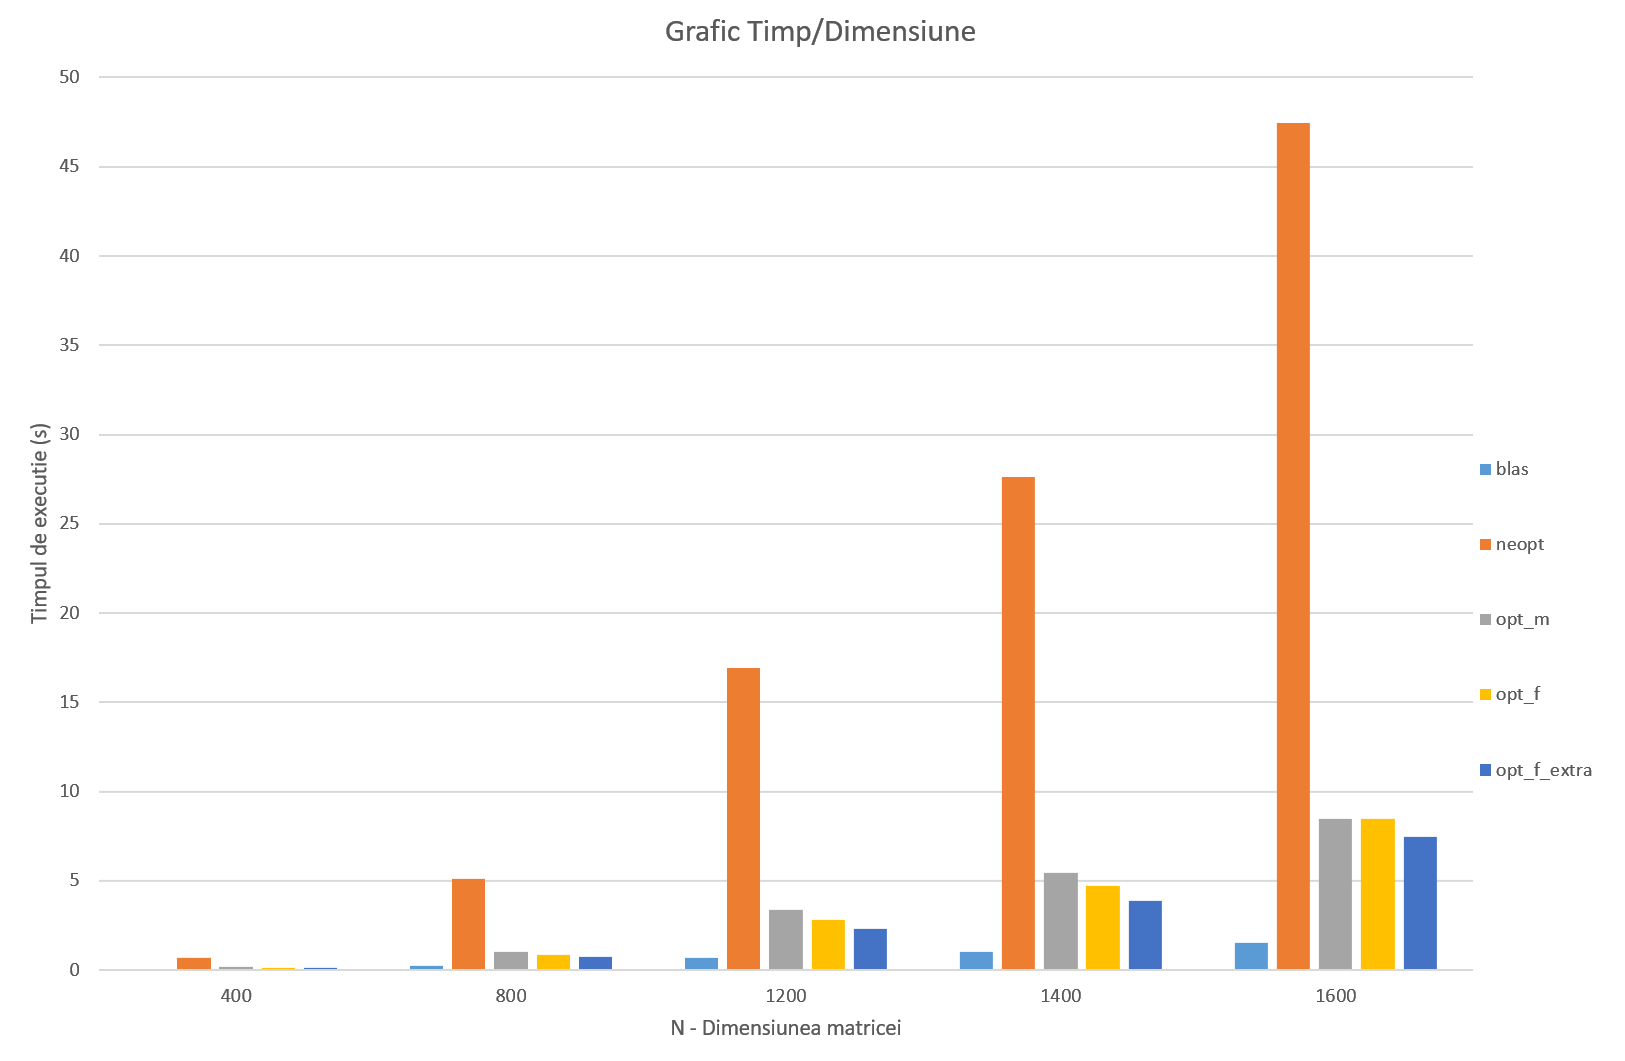 Grafic Timp/Dimensiune
50
45
40
35
30
25
20
15
10
5
0
Timpul de executie (s)
400 800 1200 1400 1600
N - Dimensiunea matricei
blas
neopt
opt_m
opt_f
opt_f_extra